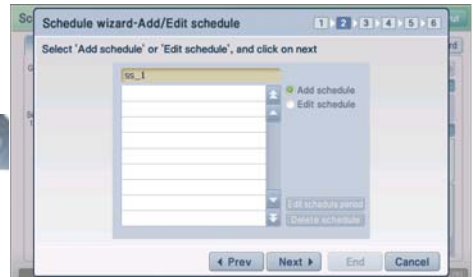 Schedule wizard-Add/Edit schedule
1 2 3 4 5 6
Select 'Add schedule' or 'Edit schedule', and click on next
ss_1
Add schedule
Edit schedule
Edit schedule period
Delete schedule
Prev Next End Cancel